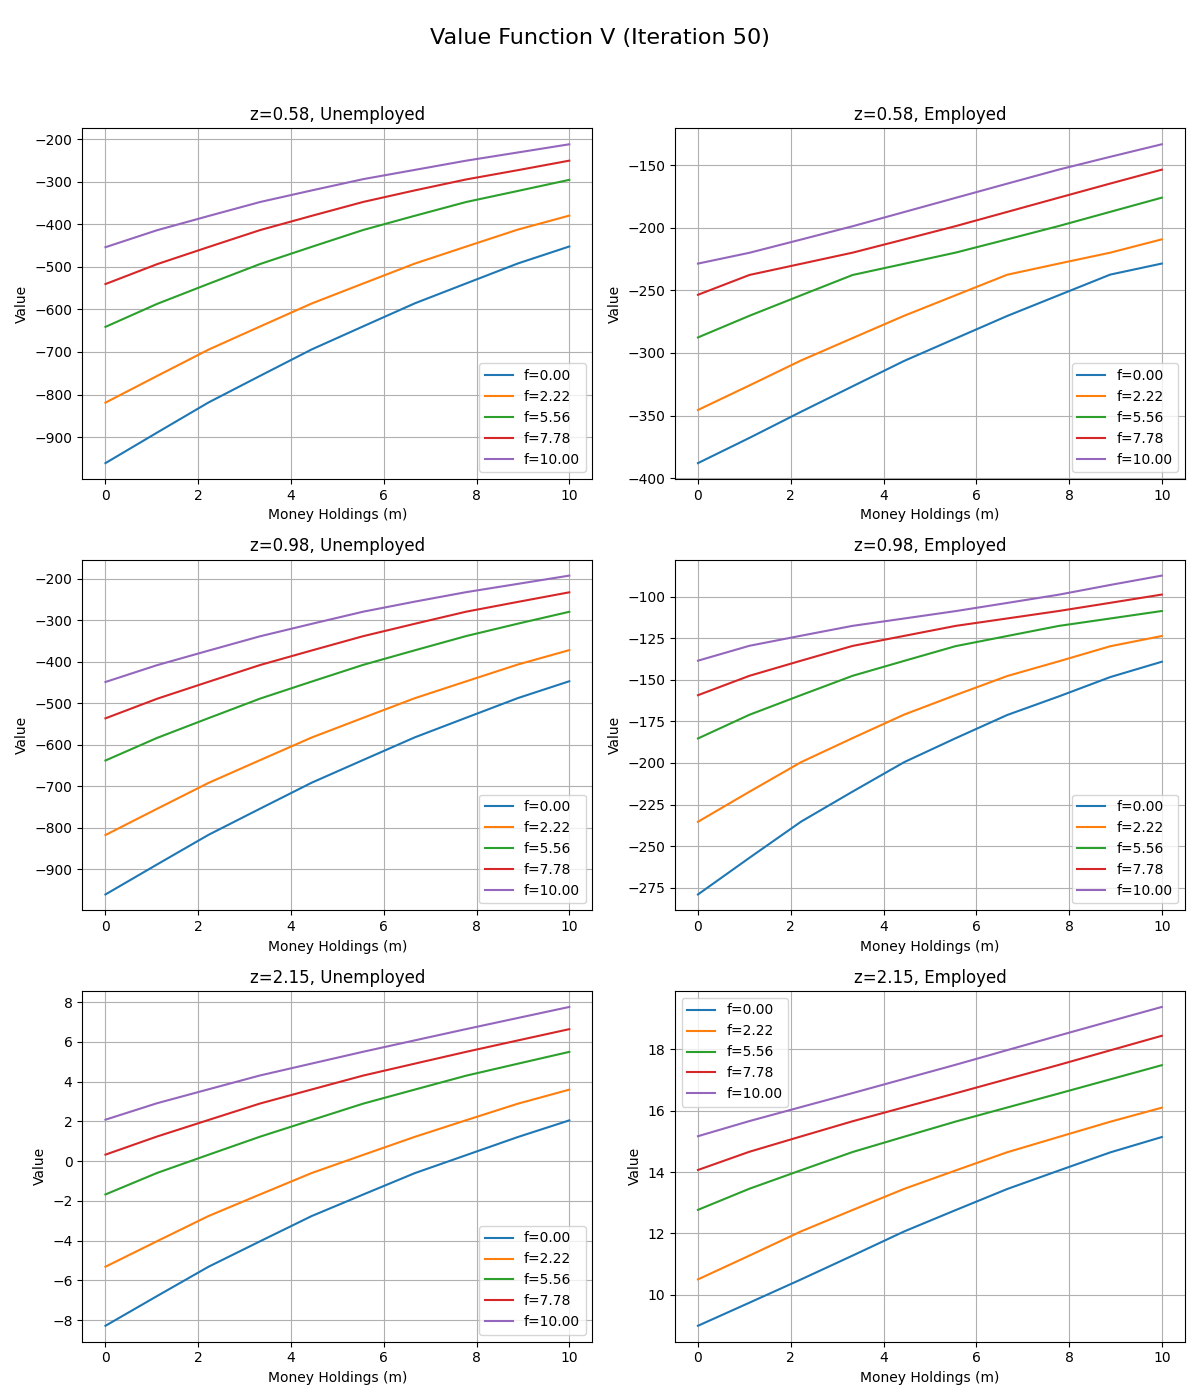 Value Function V (Iteration 50)
z=0.58, Unemployed
−200
−300
−400
−500
−600
−700
−800
−900
Value
0 2 4 6 8 10
Money Holdings (m)
f=0.00
f=2.22
f=5.56
f=7.78
f=10.00
z=0.58, Employed
−150
−200
−250
−300
−350
−400
Value
0 2 4 6 8 10
Money Holdings (m)
f=0.00
f=2.22
f=5.56
f=7.78
f=10.00
z=0.98, Unemployed
−200
−300
−400
−500
−600
−700
−800
−900
Value
0 2 4 6 8 10
Money Holdings (m)
f=0.00
f=2.22
f=5.56
f=7.78
f=10.00
z=0.98, Employed
−100
−125
−150
−175
−200
−225
−250
−275
Value
0 2 4 6 8 10
Money Holdings (m)
f=0.00
f=2.22
f=5.56
f=7.78
f=10.00
z=2.15, Unemployed
8
6
4
2
0
−2
−4
−6
−8
Value
0 2 4 6 8 10
Money Holdings (m)
f=0.00
f=2.22
f=5.56
f=7.78
f=10.00
z=2.15, Employed
18
16
14
12
10
Value
0 2 4 6 8 10
Money Holdings (m)
f=0.00
f=2.22
f=5.56
f=7.78
f=10.00